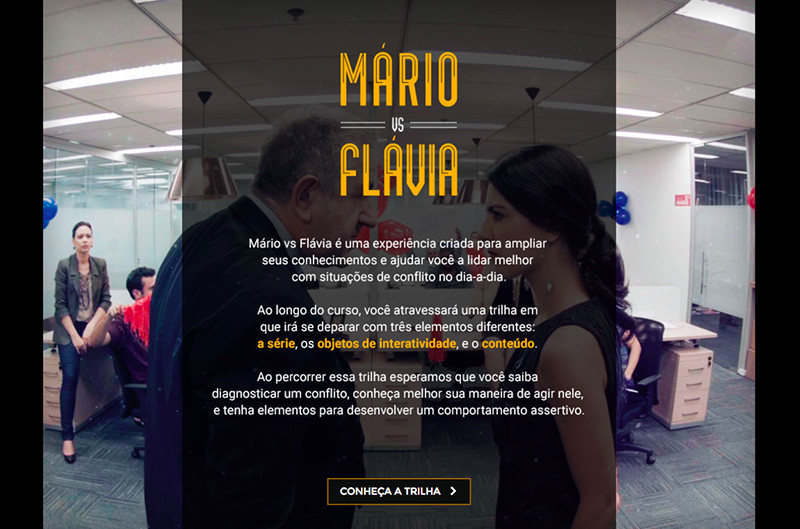 MÁRIO
VS
FLÁVIA
Mário vs Flávia é uma experiência criada para ampliar
seus conhecimentos e ajudar você a lidar melhor
com situações de conflito no dia-a-dia.
Ao longo do curso, você atravessará uma trilha em
que irá se deparar com três elementos diferentes:
a série, os objetos de interatividade, e o conteúdo.
Ao percorrer essa trilha esperamos que você saiba
diagnosticar um conflito, conheça melhor sua maneira de agir nele,
e tenha elementos para desenvolver um comportamento assertivo.
CONHEÇA A TRILHA